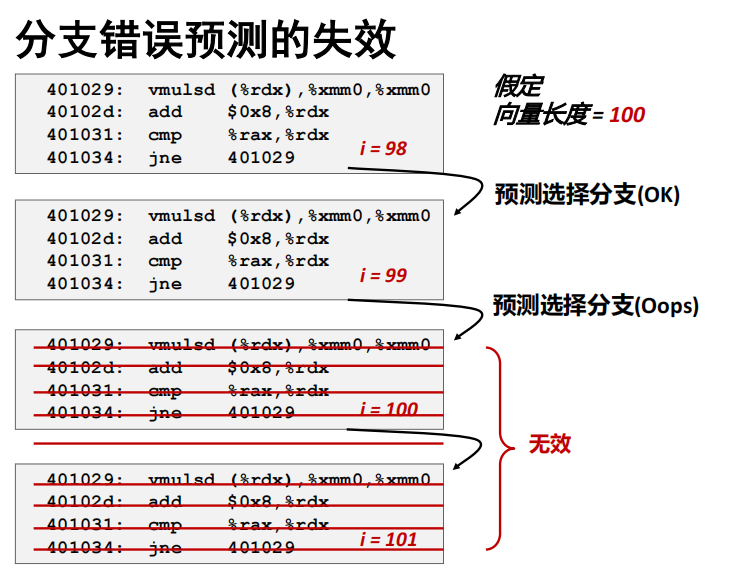 分支错误预测的失效
401029: vmulsd (%rdx),%xmm0,%xmm0
40102d: add $0x8,%rdx
401031: cmp %rax,%rdx
401034: jne 401029
i = 98
假定
向量长度 = 100
预测选择分支(OK)
401029: vmulsd (%rdx),%xmm0,%xmm0
40102d: add $0x8,%rdx
401031: cmp %rax,%rdx
401034: jne 401029
i = 99
预测选择分支(Oops)
401029: vmulsd (%rdx),%xmm0,%xmm0
40102d: add $0x8,%rdx
401031: cmp %rax,%rdx
401034: jne 401029
i = 100
无效
401029: vmulsd (%rdx),%xmm0,%xmm0
40102d: add $0x8,%rdx
401031: cmp %rax,%rdx
401034: jne 401029
i = 101